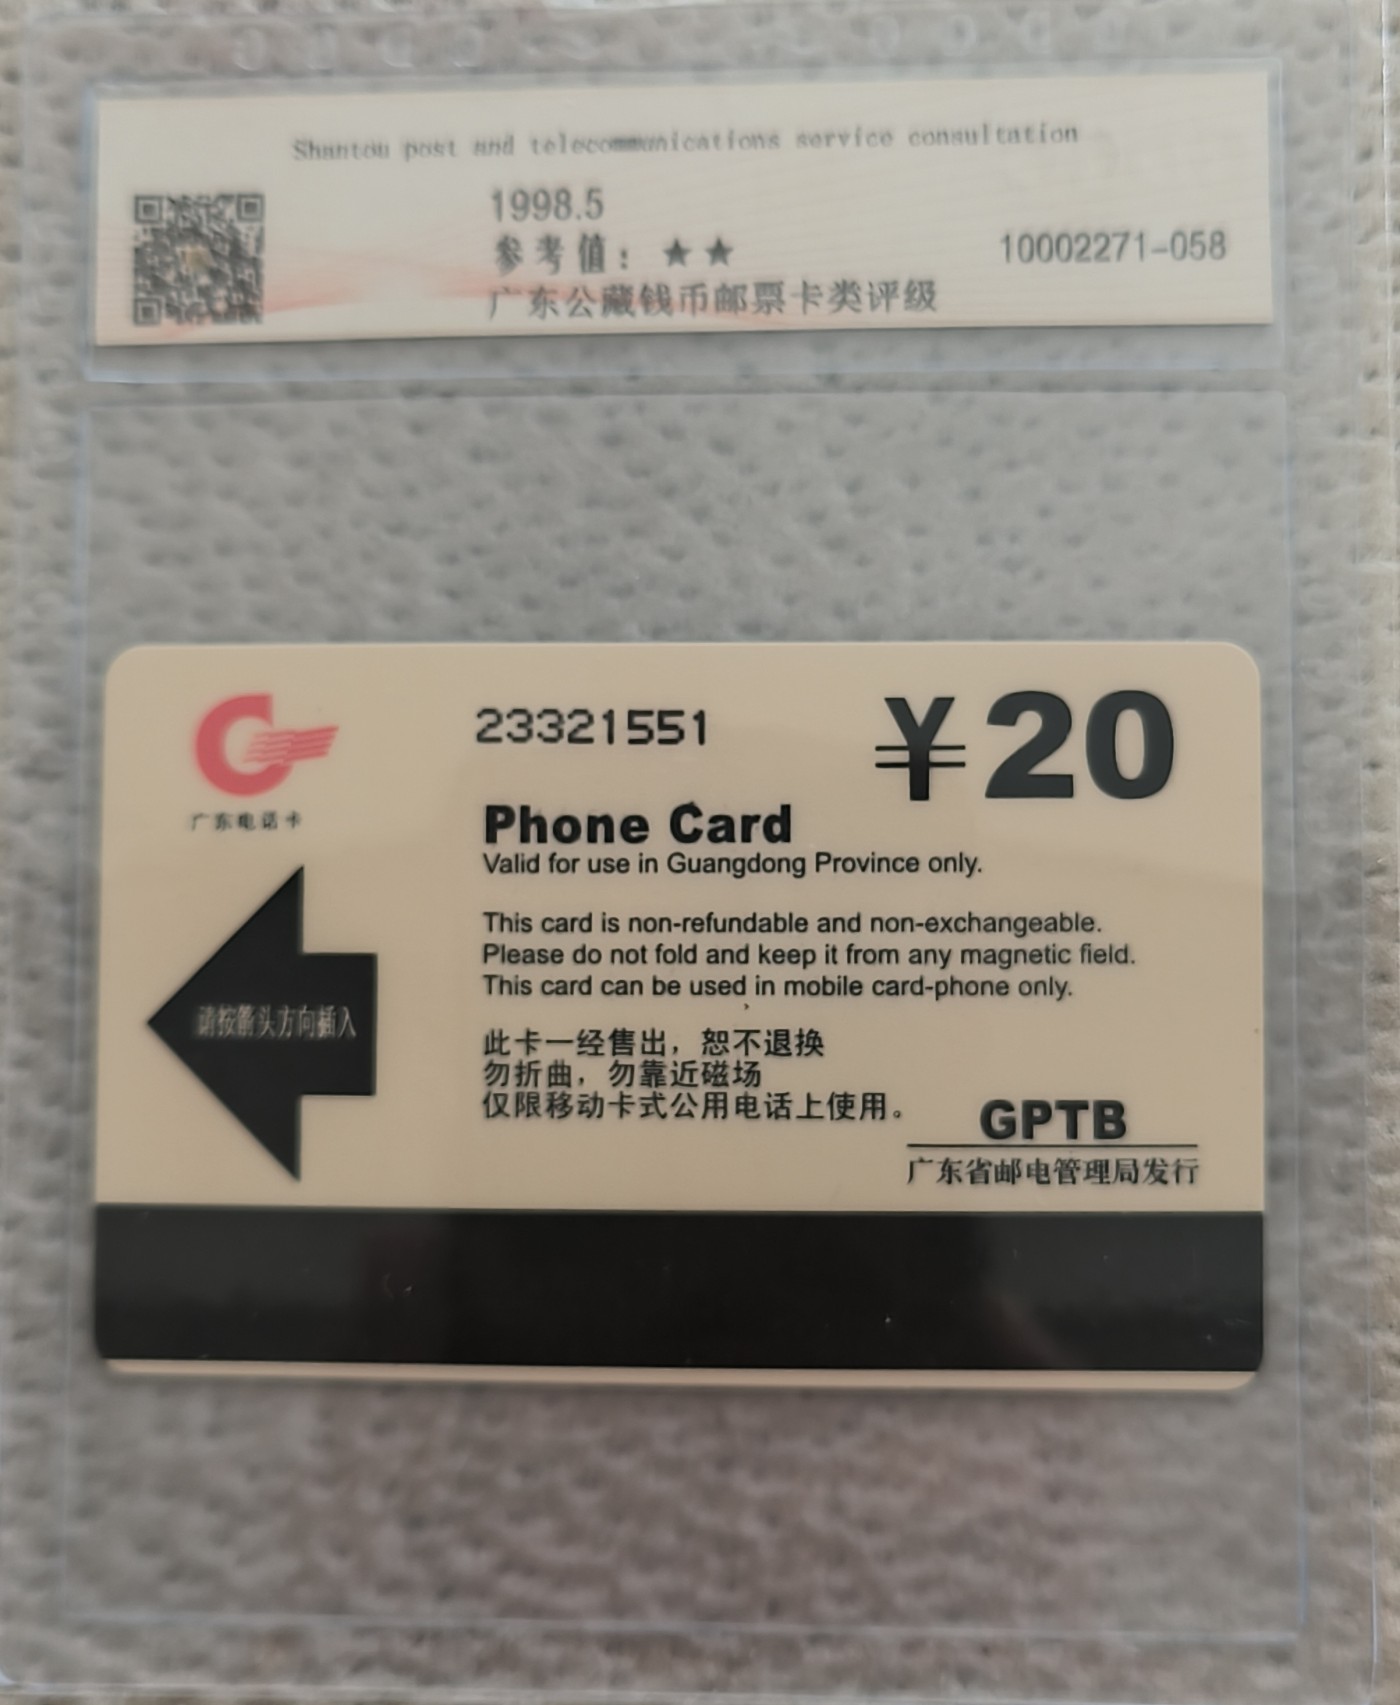 Shantou post and telecommunications service consultation
1998.5
参考值：★★
10002271-058
广东公藏钱币邮票卡类评级
23321551
¥20
广东电话卡
Phone Card
Valid for use in Guangdong Province only.
This card is non-refundable and non-exchangeable.
Please do not fold and keep it from any magnetic field.
This card can be used in mobile card-phone only.
请按箭头方向插入
此卡一经售出，恕不退换
勿折曲，勿靠近磁场
仅限移动卡式公用电话上使用。
GPTB
广东省邮电管理局发行